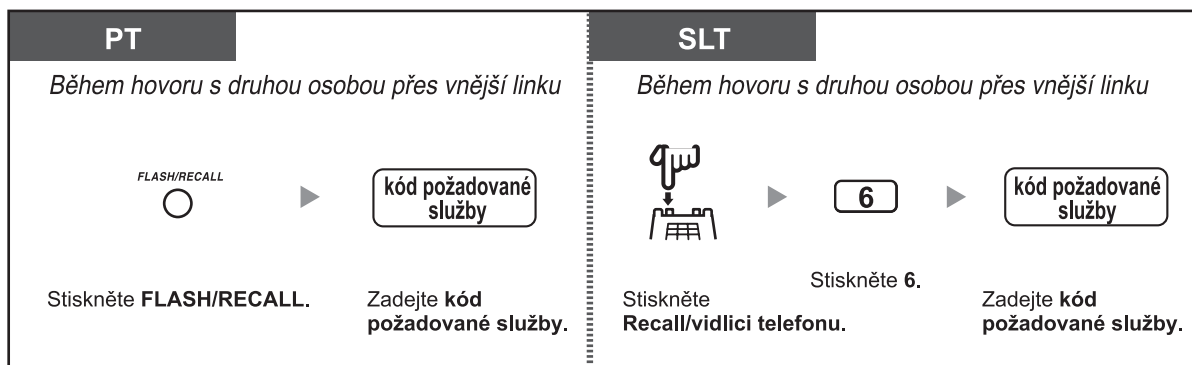 PT
Během hovoru s druhou osobou přes vnější linku
FLASH/RECALL
kód požadované
služby
Stiskněte FLASH/RECALL.
Zadejte kód
požadované služby.
SLT
Během hovoru s druhou osobou přes vnější linku
6
kód požadované
služby
Stiskněte
Recall/vidlici telefonu.
Stiskněte 6.
Zadejte kód
požadované služby.